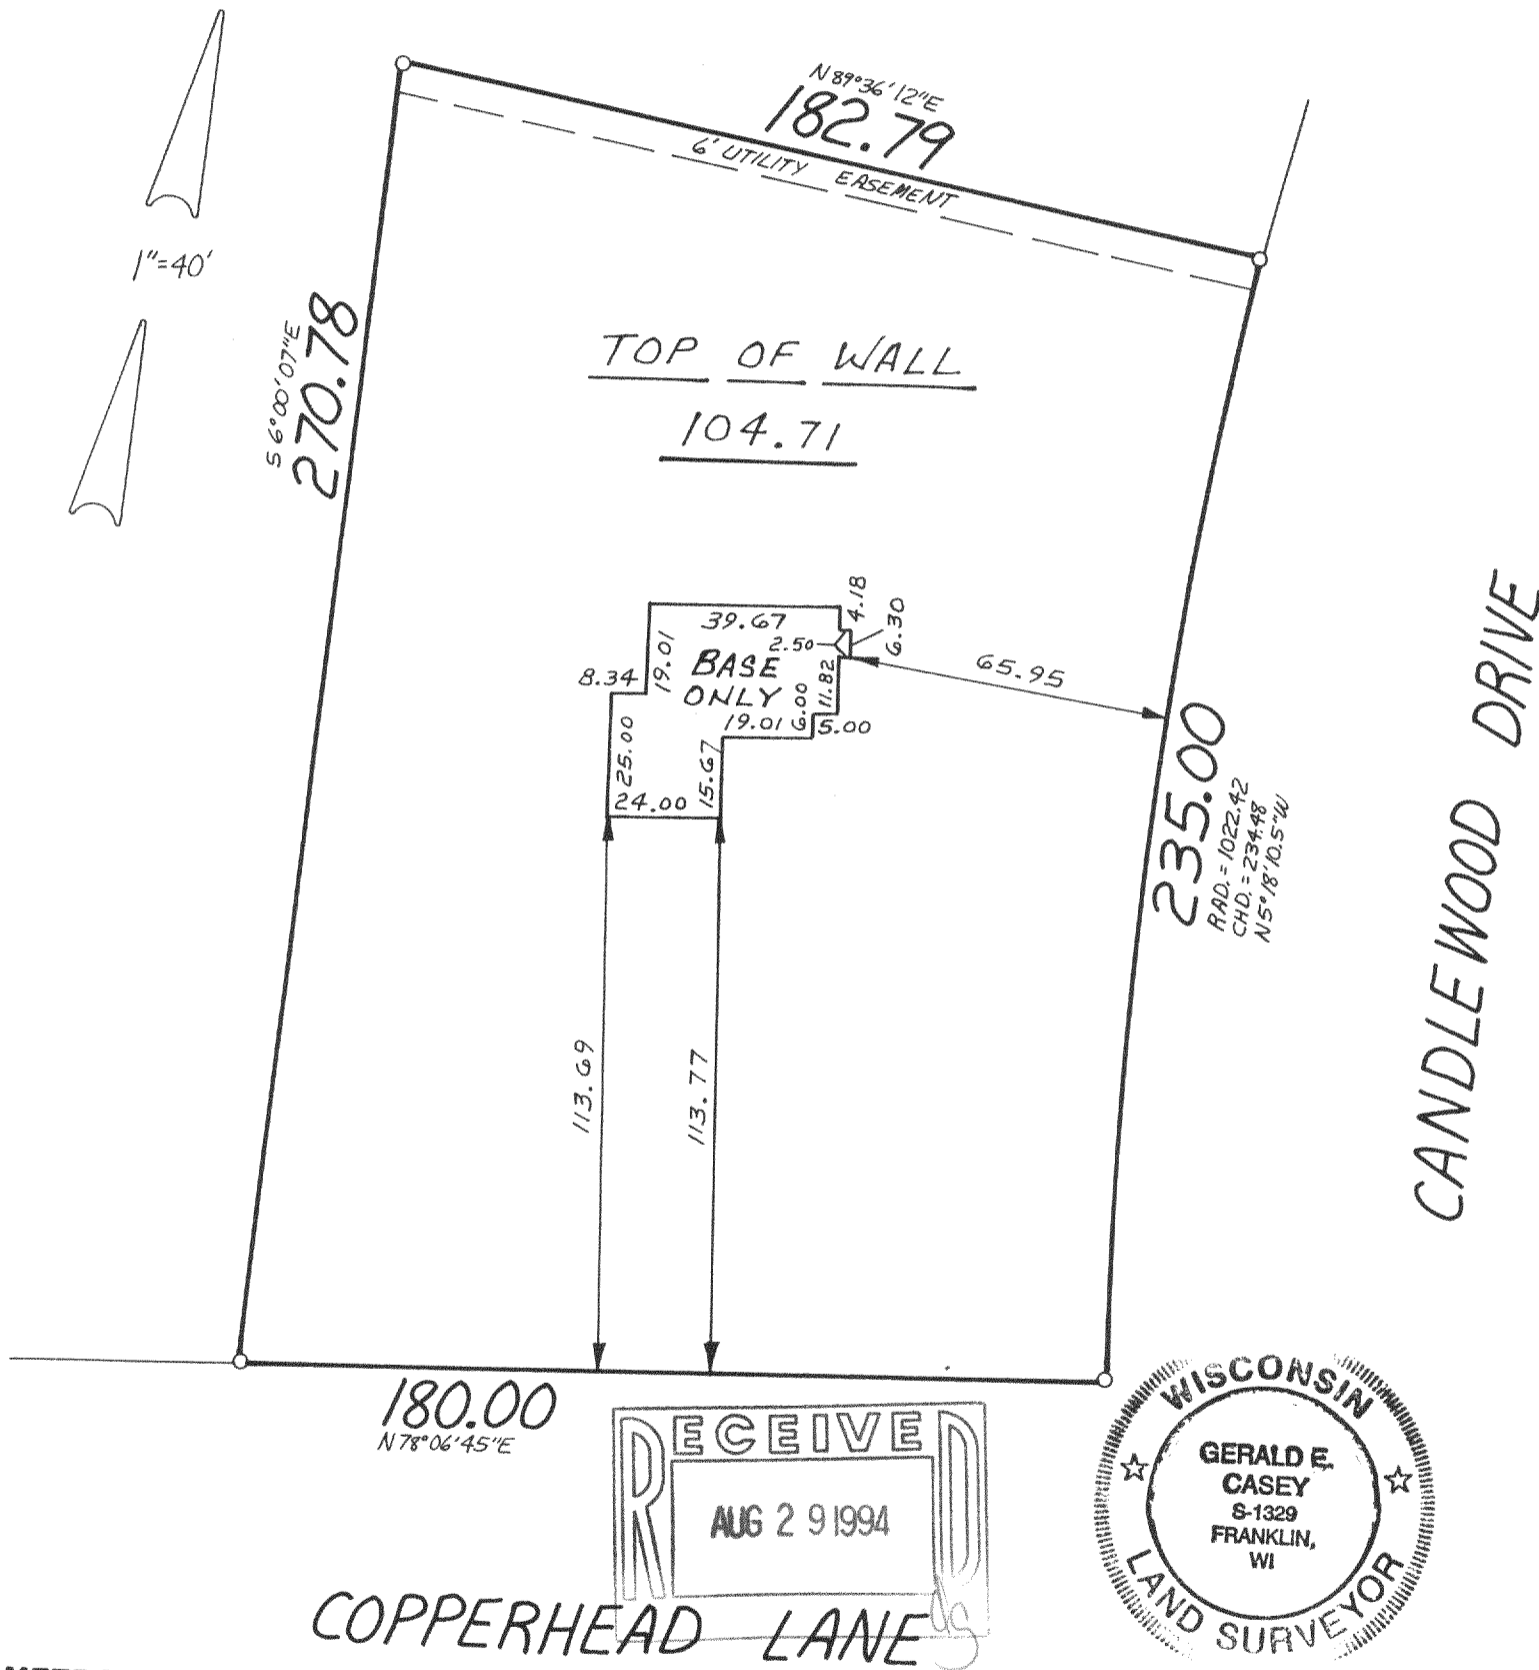 N 89°36'12"E
182.79
6' UTILITY EASEMENT
1"=40'
S 6°00'07"E
270.78
TOP OF WALL
104.71
39.67
4.18
6.30
2.50
19.01
BASE
ONLY
8.34
11.82
6.00
19.01
5.00
65.95
25.00
15.67
24.00
235.00
RAD. = 1022.42
CHD. = 234.48
N 5°18'10.5"W
CANDLEWOOD DRIVE
113.69
113.77
180.00
N 78°06'45"E
RECEIVED
AUG 29 1994
WISCONSIN
GERALD E.
CASEY
S-1329
FRANKLIN,
WI
LAND SURVEYOR
COPPERHEAD LANE